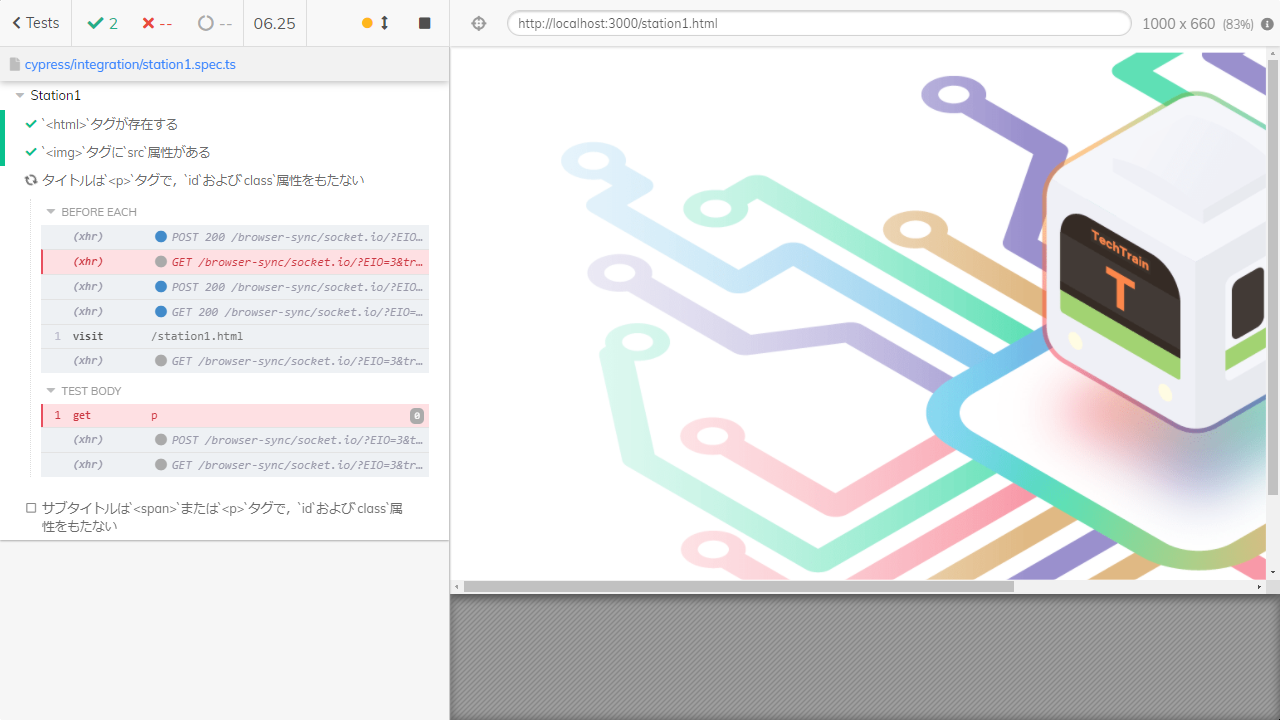 Tests
2
--
--
06.25
http://localhost:3000/station1.html
1000 x 660 (83%)
cypress/integration/station1.spec.ts
Station1
`<html>`タグが存在する
`<img>`タグに`src`属性がある
タイトルは`<p>`タグで，`id`および`class`属性をもたない
BEFORE EACH
(xhr) POST 200 /browser-sync/socket.io/?EIO…
(xhr) GET /browser-sync/socket.io/?EIO=3&tr…
(xhr) POST 200 /browser-sync/socket.io/?EIO…
(xhr) GET 200 /browser-sync/socket.io/?EIO=…
1 visit /station1.html
(xhr) GET /browser-sync/socket.io/?EIO=3&tr…
TEST BODY
1 get p 0
(xhr) POST /browser-sync/socket.io/?EIO=3&t…
(xhr) GET /browser-sync/socket.io/?EIO=3&tr…
サブタイトルは`<span>`または`<p>`タグで，`id`および`class`属
性をもたない
TechTrain
T